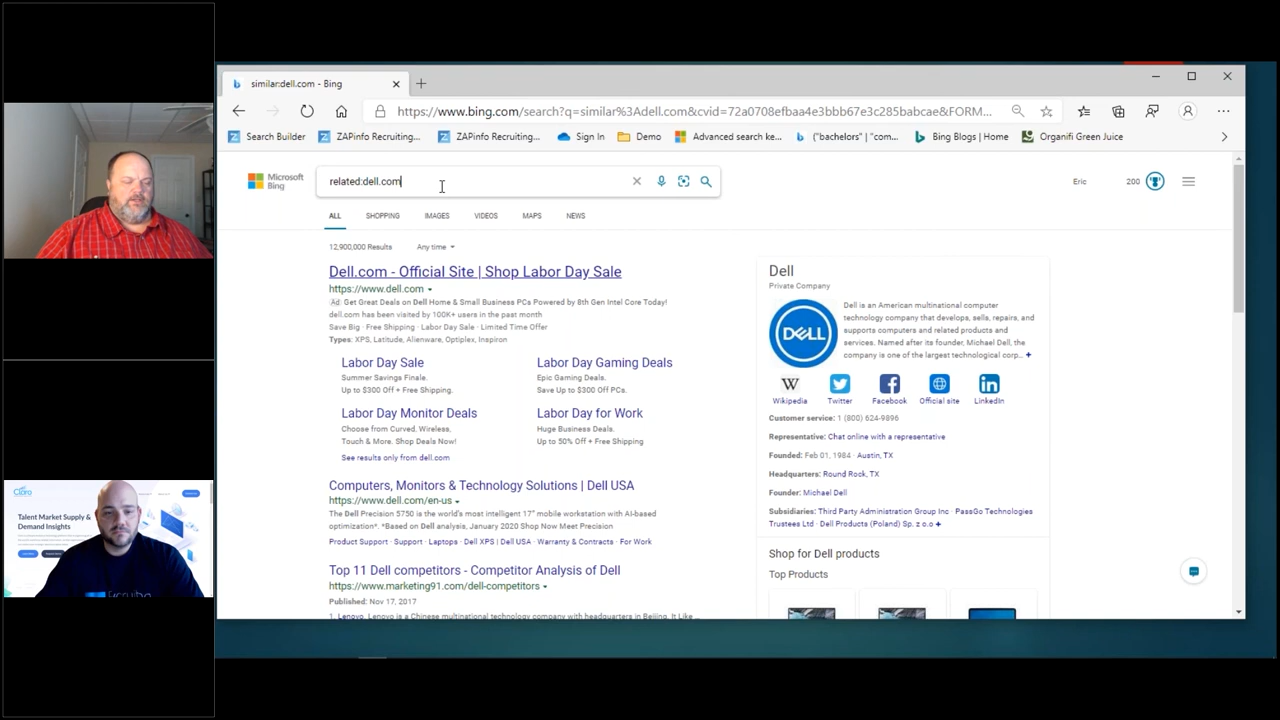 similar:dell.com - Bing
https://www.bing.com/search?q=similar%3Adell.com&cvid=72a0708efbaa4e3bbb67e3c285babcae&FORM...
Search Builder
ZAPinfo Recruiting...
ZAPinfo Recruiting...
Sign In
Demo
Advanced search ke...
("bachelors" | "com...
Bing Blogs | Home
Organifi Green Juice
Microsoft
Bing
related:dell.com
Eric
200
ALL
SHOPPING
IMAGES
VIDEOS
MAPS
NEWS
12,900,000 Results
Any time
Dell.com - Official Site | Shop Labor Day Sale
https://www.dell.com
Ad Get Great Deals on Dell Home & Small Business PCs Powered by 8th Gen Intel Core Today!
dell.com has been visited by 100K+ users in the past month
Save Big · Free Shipping · Labor Day Sale · Limited Time Offer
Types: XPS, Latitude, Alienware, Optiplex, Inspiron
Labor Day Sale
Summer Savings Finale.
Up to $300 Off + Free Shipping.
Labor Day Gaming Deals
Epic Gaming Deals.
Save Up to $300 Off PCs.
Labor Day Monitor Deals
Choose from Curved, Wireless,
Touch & More. Shop Deals Now!
Labor Day for Work
Huge Business Deals.
Up to 50% Off + Free Shipping
See results only from dell.com
Computers, Monitors & Technology Solutions | Dell USA
https://www.dell.com/en-us
The Dell Precision 5750 is the world's most intelligent 17" mobile workstation with AI-based
optimization*. *Based on Dell analysis, January 2020 Shop Now Meet Precision
Product Support · Support · Laptops · Dell XPS | Dell USA · Warranty & Contracts · For Work
Top 11 Dell competitors - Competitor Analysis of Dell
https://www.marketing91.com/dell-competitors
Published: Nov 17, 2017
1. Lenovo. Lenovo is a Chinese multinational technology company with headquarters in Beijing. It Like ...
Dell
Private Company
DELL
Dell is an American multinational computer
technology company that develops, sells, repairs, and
supports computers and related products and
services. Named after its founder, Michael Dell, the
company is one of the largest technological corp...
Wikipedia
Twitter
Facebook
Official site
LinkedIn
Customer service: 1 (800) 624-9896
Representative: Chat online with a representative
Founded: Feb 01, 1984 · Austin, TX
Headquarters: Round Rock, TX
Founder: Michael Dell
Subsidiaries: Third Party Administration Group Inc · PassGo Technologies
Trustees Ltd · Dell Products (Poland) Sp. z o.o
Shop for Dell products
Top Products
Claro
Talent Market Supply &
Demand Insights